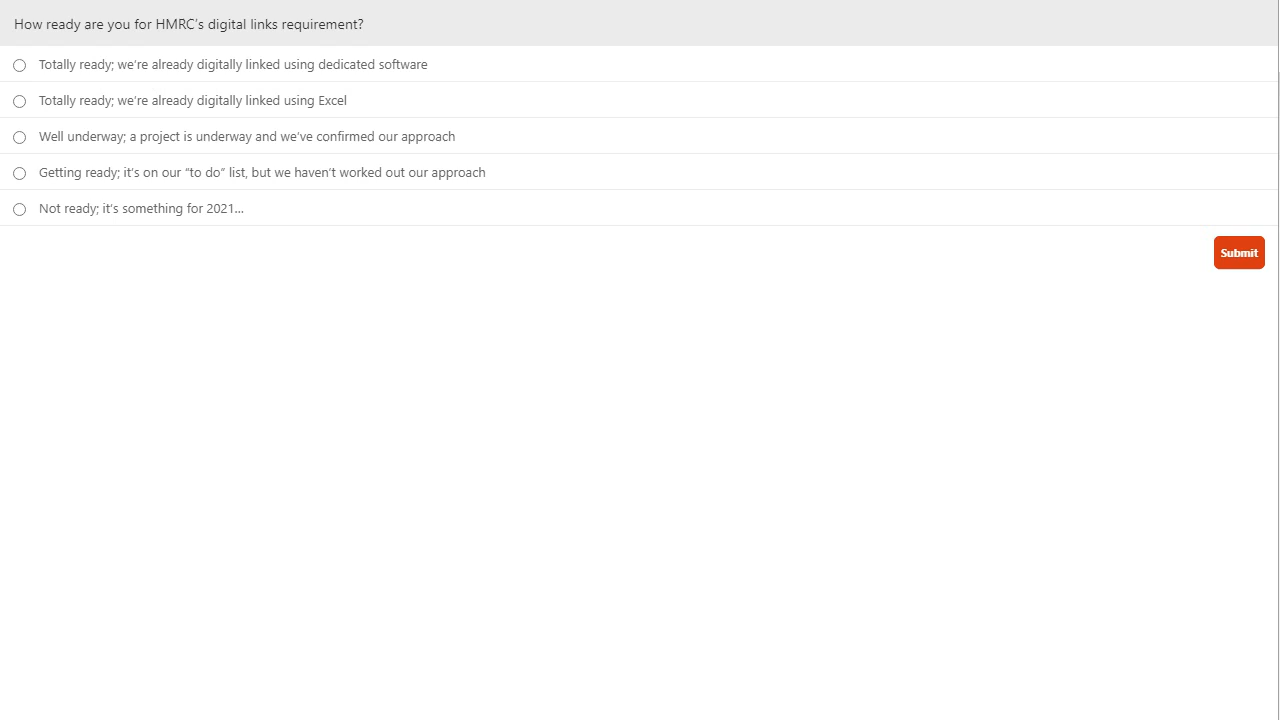 How ready are you for HMRC's digital links requirement?
Totally ready; we're already digitally linked using dedicated software
Totally ready; we're already digitally linked using Excel
Well underway; a project is underway and we've confirmed our approach
Getting ready; it's on our “to do” list, but we haven't worked out our approach
Not ready; it's something for 2021...
Submit